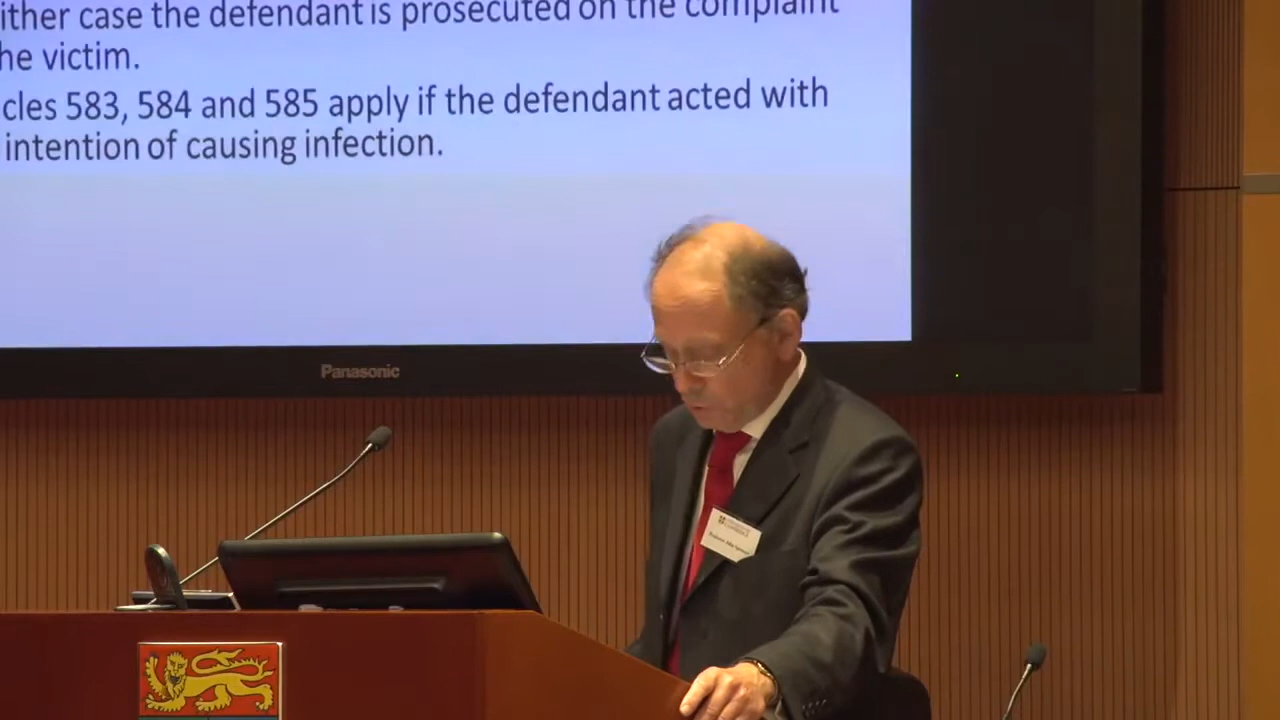 ither case the defendant is prosecuted on the complaint
he victim.
cles 583, 584 and 585 apply if the defendant acted with
intention of causing infection.
Panasonic